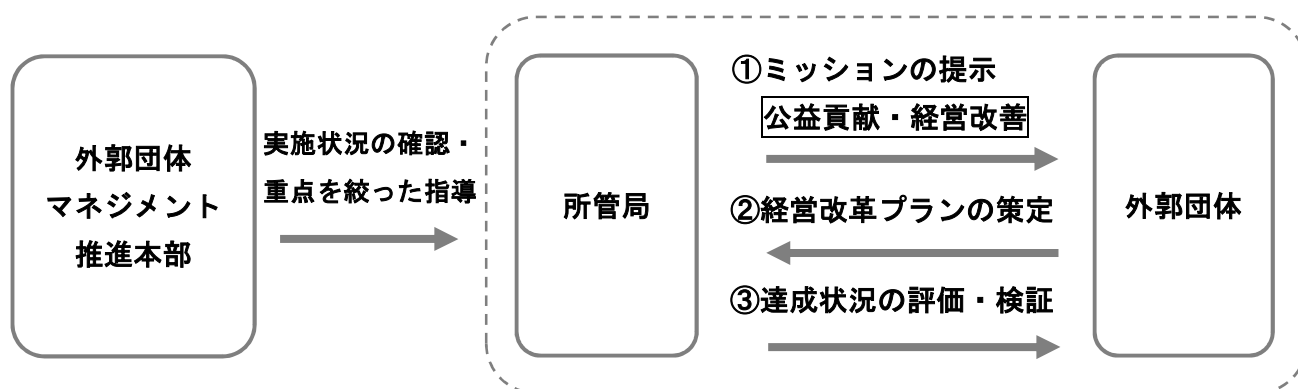 外郭団体
マネジメント
推進本部
実施状況の確認・
重点を絞った指導
所管局
①ミッションの提示
公益貢献・経営改善
②経営改革プランの策定
③達成状況の評価・検証
外郭団体